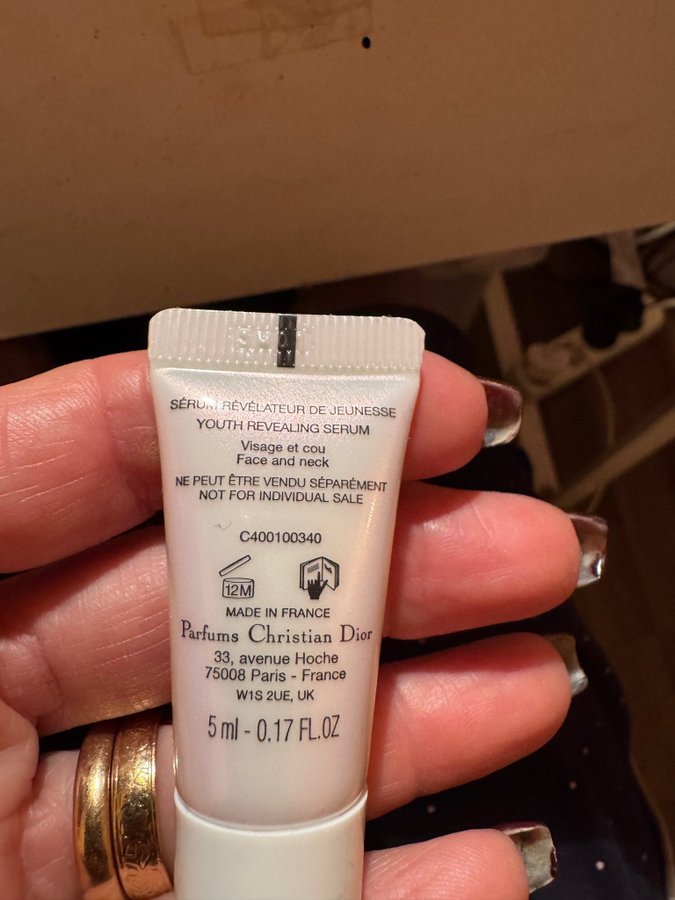 SÉRUM RÉVÉLATEUR DE JEUNESSE
YOUTH REVEALING SERUM
Visage et cou
Face and neck
NE PEUT ÊTRE VENDU SÉPARÉMENT
NOT FOR INDIVIDUAL SALE
C400100340
12M
MADE IN FRANCE
Parfums Christian Dior
33, avenue Hoche
75008 Paris - France
W1S 2UE, UK
5 ml - 0.17 FL.OZ